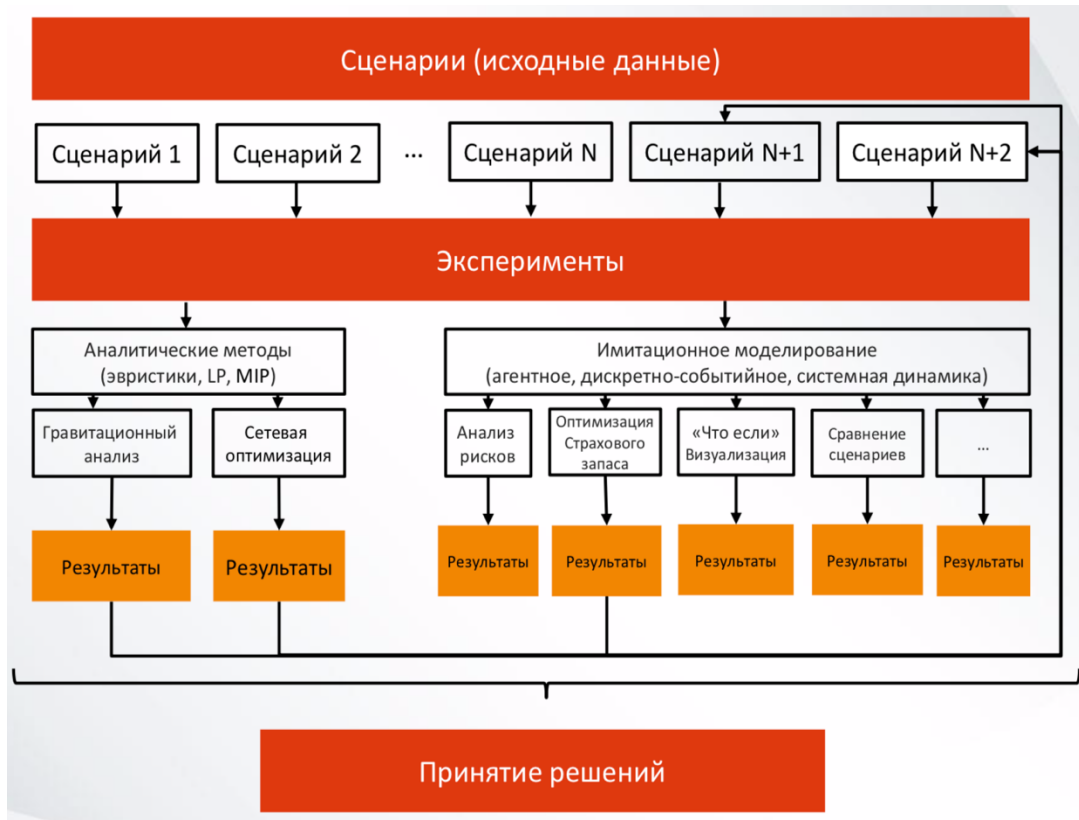 Сценарии (исходные данные)
Сценарий 1
Сценарий 2
...
Сценарий N
Сценарий N+1
Сценарий N+2
Эксперименты
Аналитические методы
(эвристики, LP, MIP)
Имитационное моделирование
(агентное, дискретно-событийное, системная динамика)
Гравитационный
анализ
Сетевая
оптимизация
Анализ
рисков
Оптимизация
Страхового
запаса
«Что если»
Визуализация
Сравнение
сценариев
...
Результаты
Результаты
Результаты
Результаты
Результаты
Результаты
Результаты
Принятие решений